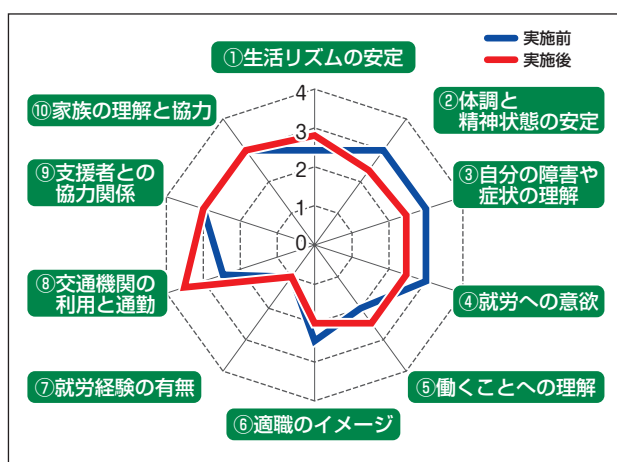 実施前
実施後
①生活リズムの安定
②体調と
精神状態の安定
③自分の障害や
症状の理解
④就労への意欲
⑤働くことへの理解
⑥適職のイメージ
⑦就労経験の有無
⑧交通機関の
利用と通勤
⑨支援者との
協力関係
⑩家族の理解と協力
4
3
2
1
0